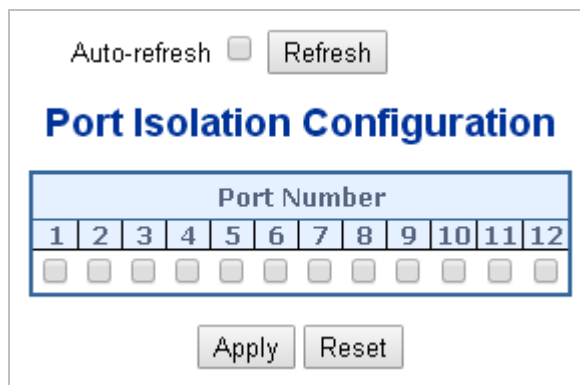 Auto-refresh Refresh
Port Isolation Configuration
Port Number
1 2 3 4 5 6 7 8 9 10 11 12
Apply Reset